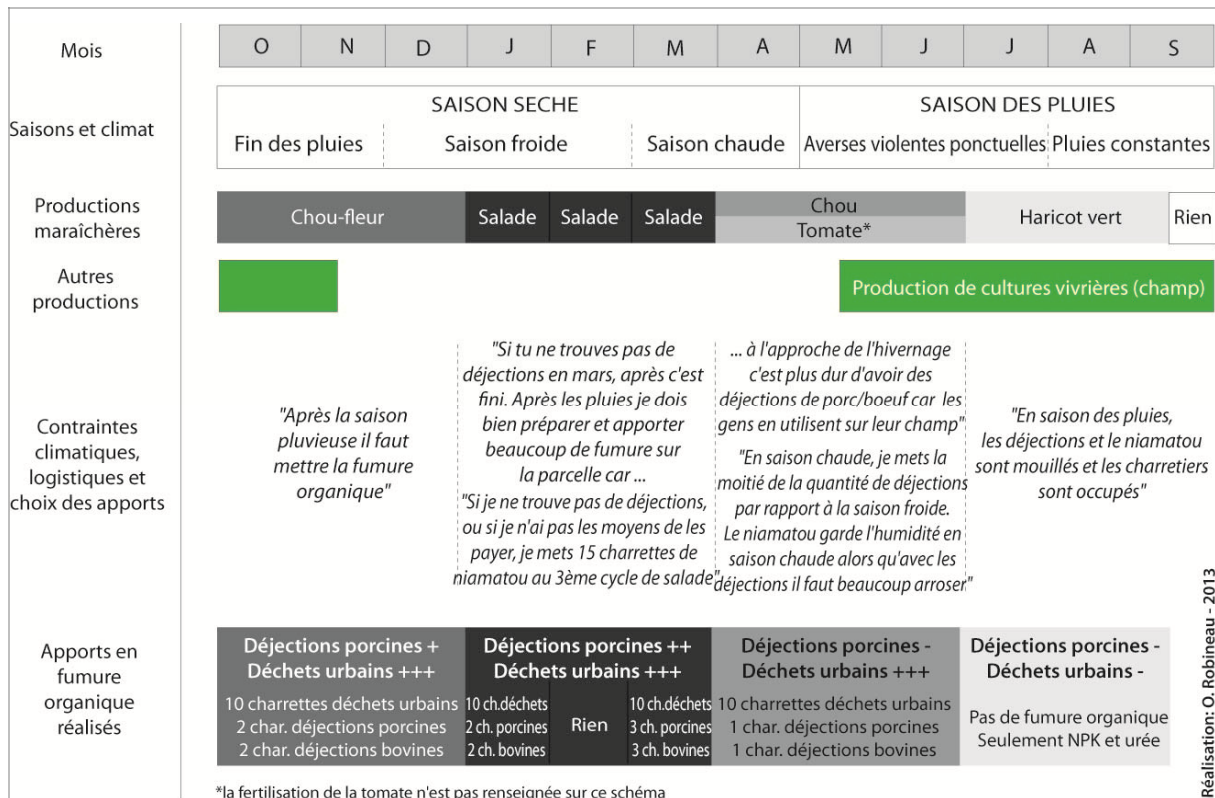 Mois
O N D J F M A M J J A S
Saisons et climat
SAISON SECHE
SAISON DES PLUIES
Fin des pluies
Saison froide
Saison chaude
Averses violentes ponctuelles
Pluies constantes
Productions
maraîchères
Chou-fleur
Salade
Salade
Salade
Chou
Tomate*
Haricot vert
Rien
Autres
productions
Production de cultures vivrières (champ)
Contraintes
climatiques,
logistiques et
choix des apports
"Après la saison
pluvieuse il faut
mettre la fumure
organique"
"Si tu ne trouves pas de
déjections en mars, après c'est
fini. Après les pluies je dois
bien préparer et apporter
beaucoup de fumure sur
la parcelle car ...
"Si je ne trouve pas de déjections,
ou si je n'ai pas les moyens de les
payer, je mets 15 charrettes de
niamatou au 3ème cycle de salade"
... à l'approche de l'hivernage
c'est plus dur d'avoir des
déjections de porc/boeuf car les
gens en utilisent sur leur champ"
"En saison chaude, je mets la
moitié de la quantité de déjections
par rapport à la saison froide.
Le niamatou garde l'humidité en
saison chaude alors qu'avec les
déjections il faut beaucoup arroser"
"En saison des pluies,
les déjections et le niamatou
sont mouillés et les charretiers
sont occupés"
Apports en
fumure
organique
réalisés
Déjections porcines +
Déchets urbains +++
10 charrettes déchets urbains
2 char. déjections porcines
2 char. déjections bovines
Déjections porcines ++
Déchets urbains +++
10 ch.déchets
2 ch. porcines
2 ch. bovines
Rien
10 ch.déchets
3 ch. porcines
3 ch. bovines
Déjections porcines -
Déchets urbains +++
10 charrettes déchets urbains
1 char. déjections porcines
1 char. déjections bovines
Déjections porcines -
Déchets urbains -
Pas de fumure organique
Seulement NPK et urée
*la fertilisation de la tomate n'est pas renseignée sur ce schéma
Réalisation: O. Robineau - 2013